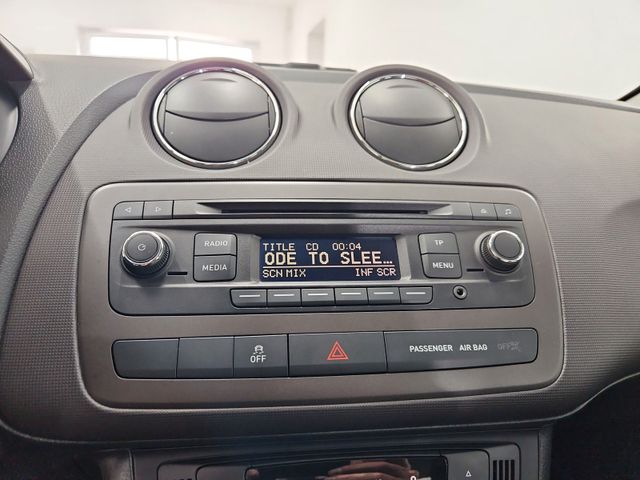 RADIO
MEDIA
TITLE CD 00:04
ODE TO SLEE...
SCN MIX INF SCR
TP
MENU
OFF
PASSENGER AIR BAG OFF